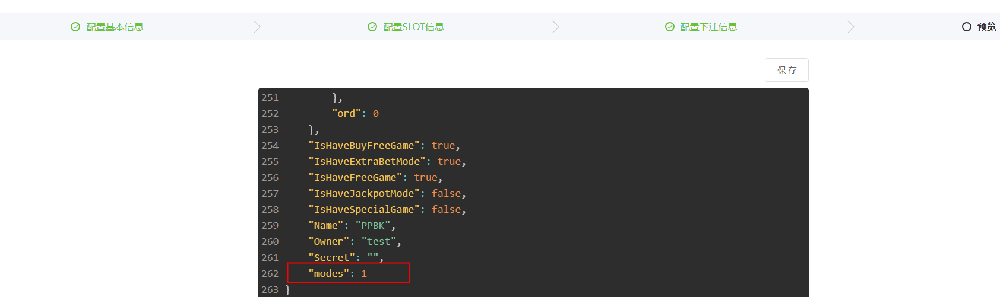 配置基本信息
配置SLOT信息
配置下注信息
预览
保存
251 },
252 "ord": 0
253 },
254 "IsHaveBuyFreeGame": true,
255 "IsHaveExtraBetMode": true,
256 "IsHaveFreeGame": true,
257 "IsHaveJackpotMode": false,
258 "IsHaveSpecialGame": false,
259 "Name": "PPBK",
260 "Owner": "test",
261 "Secret": "",
262 "modes": 1
263 }